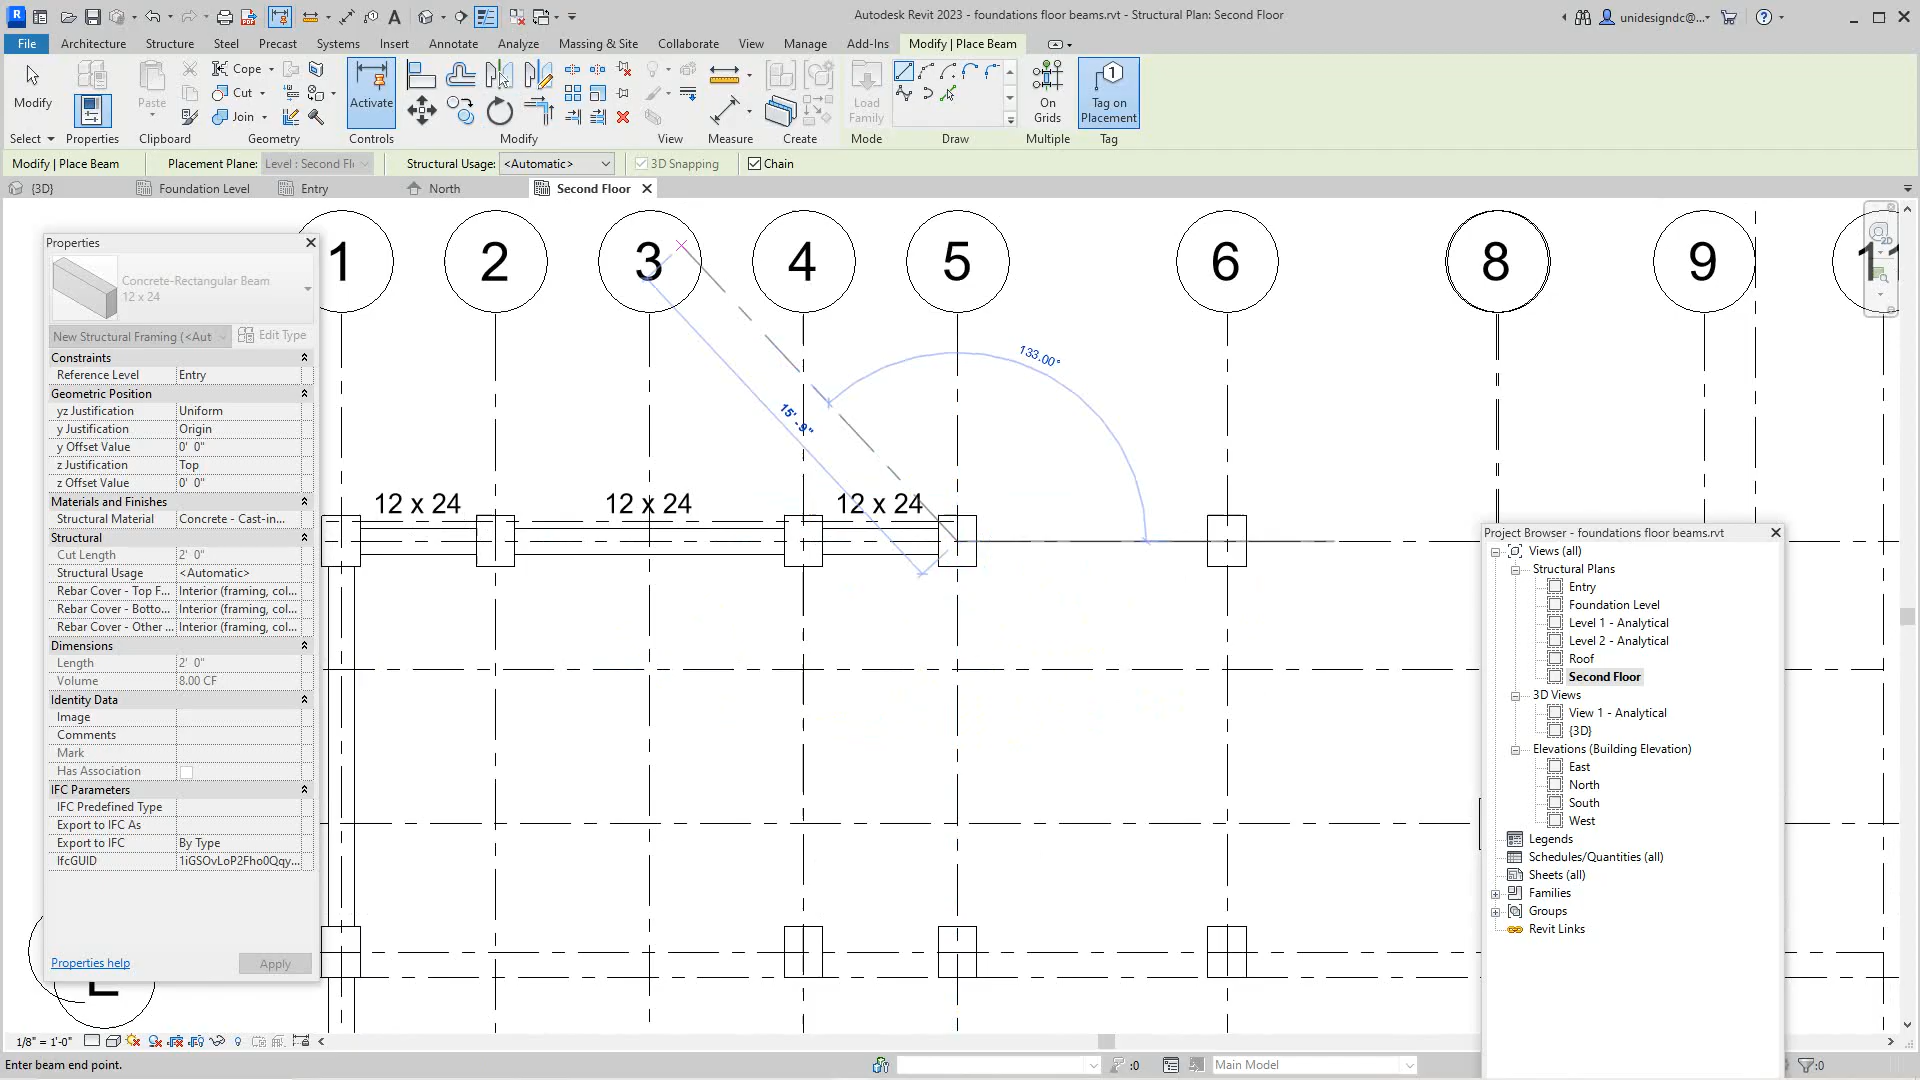 Autodesk Revit 2023 - foundations floor beams.rvt - Structural Plan: Second Floor
unidesigndc@...
File Architecture Structure Steel Precast Systems Insert Annotate Analyze Massing & Site Collaborate View Manage Add-Ins Modify | Place Beam
Modify
Paste
Cope
Cut
Join
Activate
Load
Family
On
Grids
1
Tag on
Placement
Select Properties Clipboard Geometry Controls Modify View Measure Create Mode Draw Multiple Tag
Modify | Place Beam Placement Plane: Level : Second Fl Structural Usage: <Automatic> 3D Snapping Chain
{3D} Foundation Level Entry North Second Floor
1 2 3 4 5 6 8 9 11
2D
133.00°
15' - 9"
12 x 24 12 x 24 12 x 24
Properties
Concrete-Rectangular Beam
12 x 24
New Structural Framing (<Aut Edit Type
Constraints
Reference Level Entry
Geometric Position
yz Justification Uniform
y Justification Origin
y Offset Value 0' 0"
z Justification Top
z Offset Value 0' 0"
Materials and Finishes
Structural Material Concrete - Cast-in...
Structural
Cut Length 2' 0"
Structural Usage <Automatic>
Rebar Cover - Top F... Interior (framing, col...
Rebar Cover - Botto... Interior (framing, col...
Rebar Cover - Other ... Interior (framing, col...
Dimensions
Length 2' 0"
Volume 8.00 CF
Identity Data
Image
Comments
Mark
Has Association
IFC Parameters
IFC Predefined Type
Export to IFC As
Export to IFC By Type
IfcGUID 1iGSOvLoP2Fho0Qqy...
Properties help Apply
Project Browser - foundations floor beams.rvt
Views (all)
Structural Plans
Entry
Foundation Level
Level 1 - Analytical
Level 2 - Analytical
Roof
Second Floor
3D Views
View 1 - Analytical
{3D}
Elevations (Building Elevation)
East
North
South
West
Legends
Schedules/Quantities (all)
Sheets (all)
Families
Groups
Revit Links
1/8" = 1'-0"
Enter beam end point. :0 Main Model :0